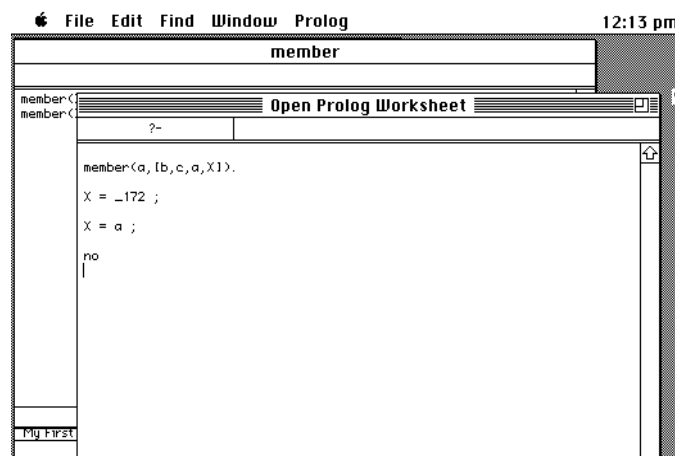 File Edit Find Window Prolog 12:13 pm
member
member(
member(
Open Prolog Worksheet
?-
member(a,[b,c,a,X]).
X = _172 ;
X = a ;
no
My First